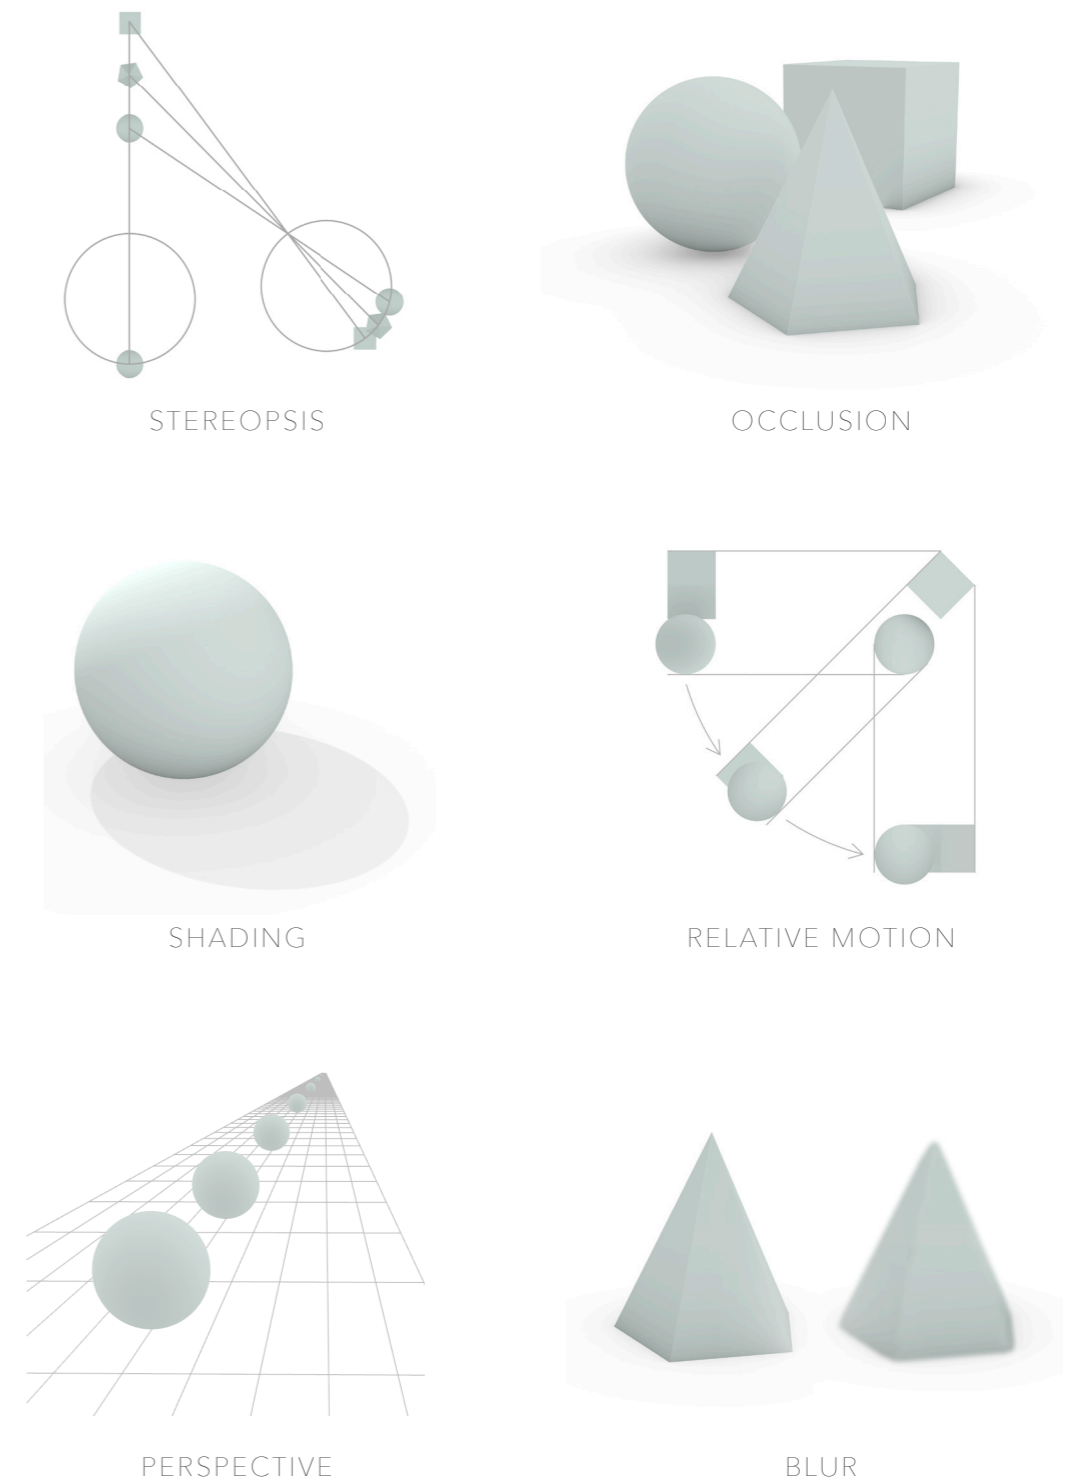 STEREOPSIS
OCCLUSION
SHADING
RELATIVE MOTION
PERSPECTIVE
BLUR